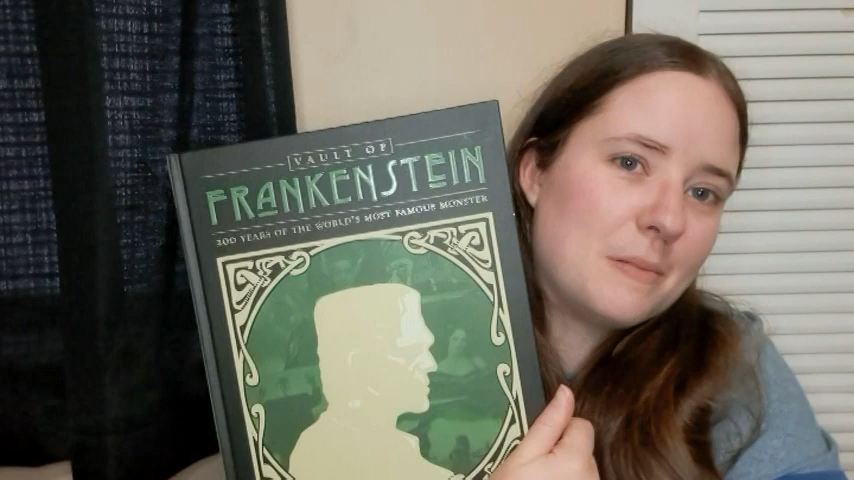 VAULT OF
FRANKENSTEIN
200 YEARS OF THE WORLD'S MOST FAMOUS MONSTER